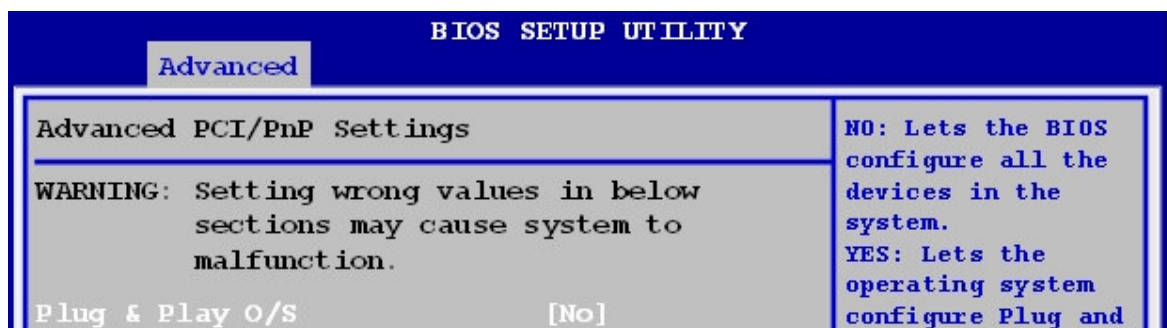 BIOS SETUP UTILITY
Advanced
Advanced PCI/PnP Settings
WARNING: Setting wrong values in below
sections may cause system to
malfunction.
Plug & Play O/S [No]
NO: Lets the BIOS
configure all the
devices in the
system.
YES: Lets the
operating system
configure Plug and